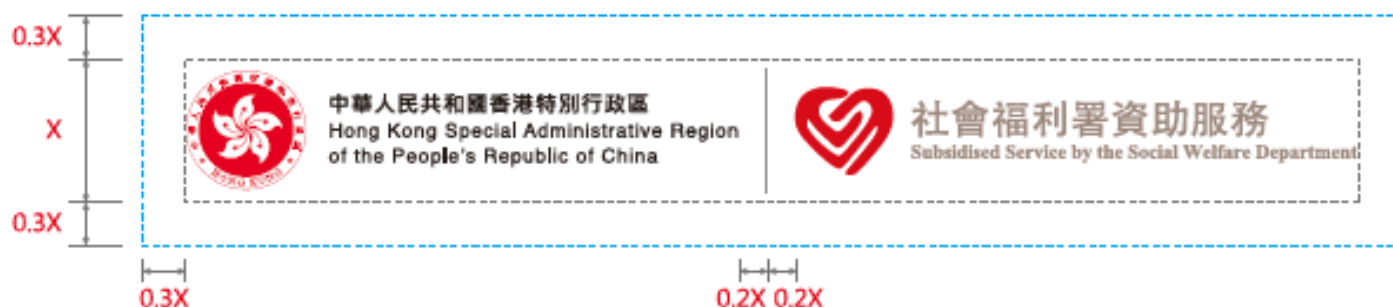 0.3X
X
0.3X
中華人民共和國香港特別行政區
Hong Kong Special Administrative Region
of the People's Republic of China
HONG KONG
社會福利署資助服務
Subsidised Service by the Social Welfare Department
0.3X
0.2X 0.2X